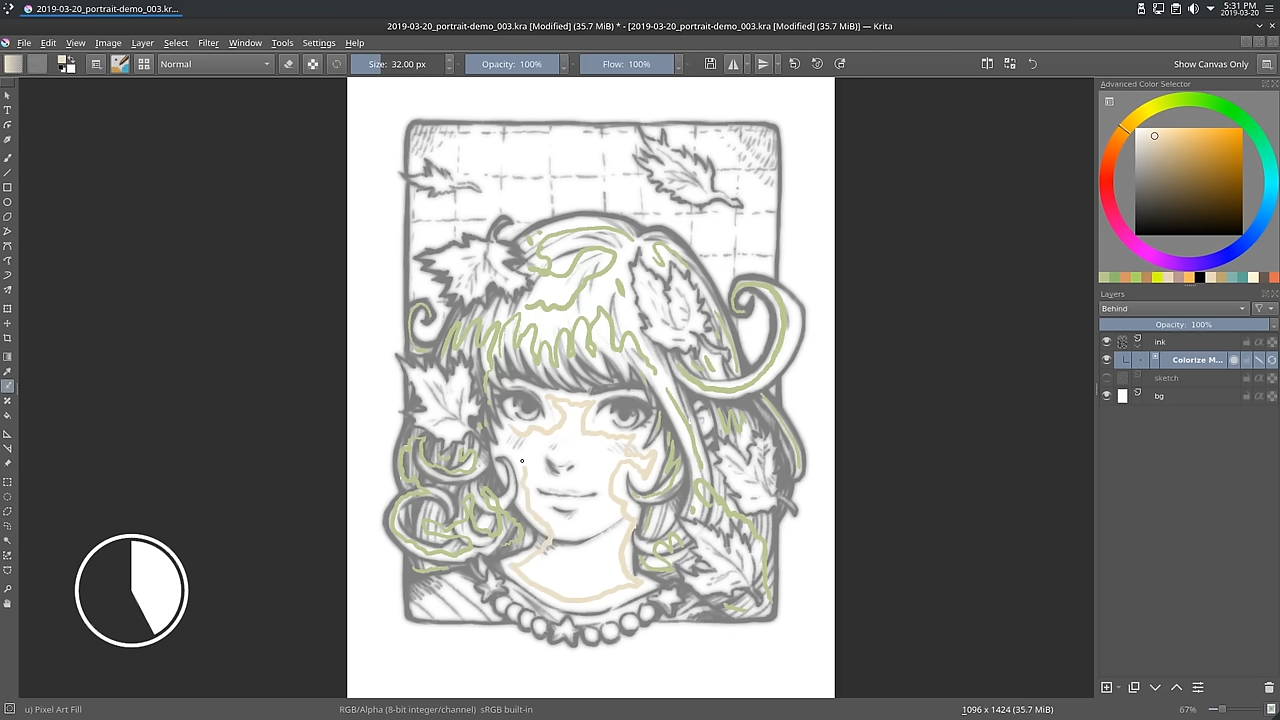 2019-03-20_portrait-demo_003.kr...
5:31 PM
2019-03-20
2019-03-20_portrait-demo_003.kra [Modified] (35.7 MiB) * - [2019-03-20_portrait-demo_003.kra [Modified] (35.7 MiB)] — Krita
File Edit View Image Layer Select Filter Window Tools Settings Help
Normal Size: 32.00 px Opacity: 100% Flow: 100% Show Canvas Only
Advanced Color Selector
Layers
Behind
Opacity: 100%
ink
Colorize M...
sketch
bg
u) Pixel Art Fill RGB/Alpha (8-bit integer/channel) sRGB built-in 1096 x 1424 (35.7 MiB) 67%